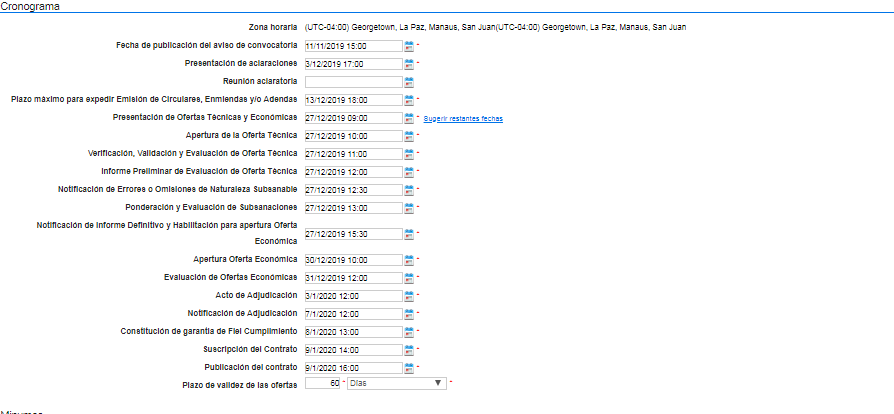 Cronograma
Zona horaria (UTC-04:00) Georgetown, La Paz, Manaus, San Juan(UTC-04:00) Georgetown, La Paz, Manaus, San Juan
Fecha de publicación del aviso de convocatoria 11/11/2019 15:00
Presentación de aclaraciones 3/12/2019 17:00
Reunión aclaratoria
Plazo máximo para expedir Emisión de Circulares, Enmiendas y/o Adendas 13/12/2019 16:00
Presentación de Ofertas Técnicas y Económicas 27/12/2019 09:00 Sugerir restantes fechas
Apertura de la Oferta Técnica 27/12/2019 10:00
Verificación, Validación y Evaluación de Oferta Técnica 27/12/2019 11:00
Informe Preliminar de Evaluación de Oferta Técnica 27/12/2019 12:00
Notificación de Errores o Omisiones de Naturaleza Subsanable 27/12/2019 12:30
Ponderación y Evaluación de Subsanaciones 27/12/2019 13:00
Notificación de Informe Definitivo y Habilitación para apertura Oferta
Económica 27/12/2019 15:30
Apertura Oferta Económica 30/12/2019 10:00
Evaluación de Ofertas Económicas 31/12/2019 12:00
Acto de Adjudicación 3/1/2020 12:00
Notificación de Adjudicación 7/1/2020 12:00
Constitución de garantía de Fiel Cumplimiento 8/1/2020 13:00
Suscripción del Contrato 9/1/2020 14:00
Publicación del contrato 9/1/2020 16:00
Plazo de validez de las ofertas 60 Días